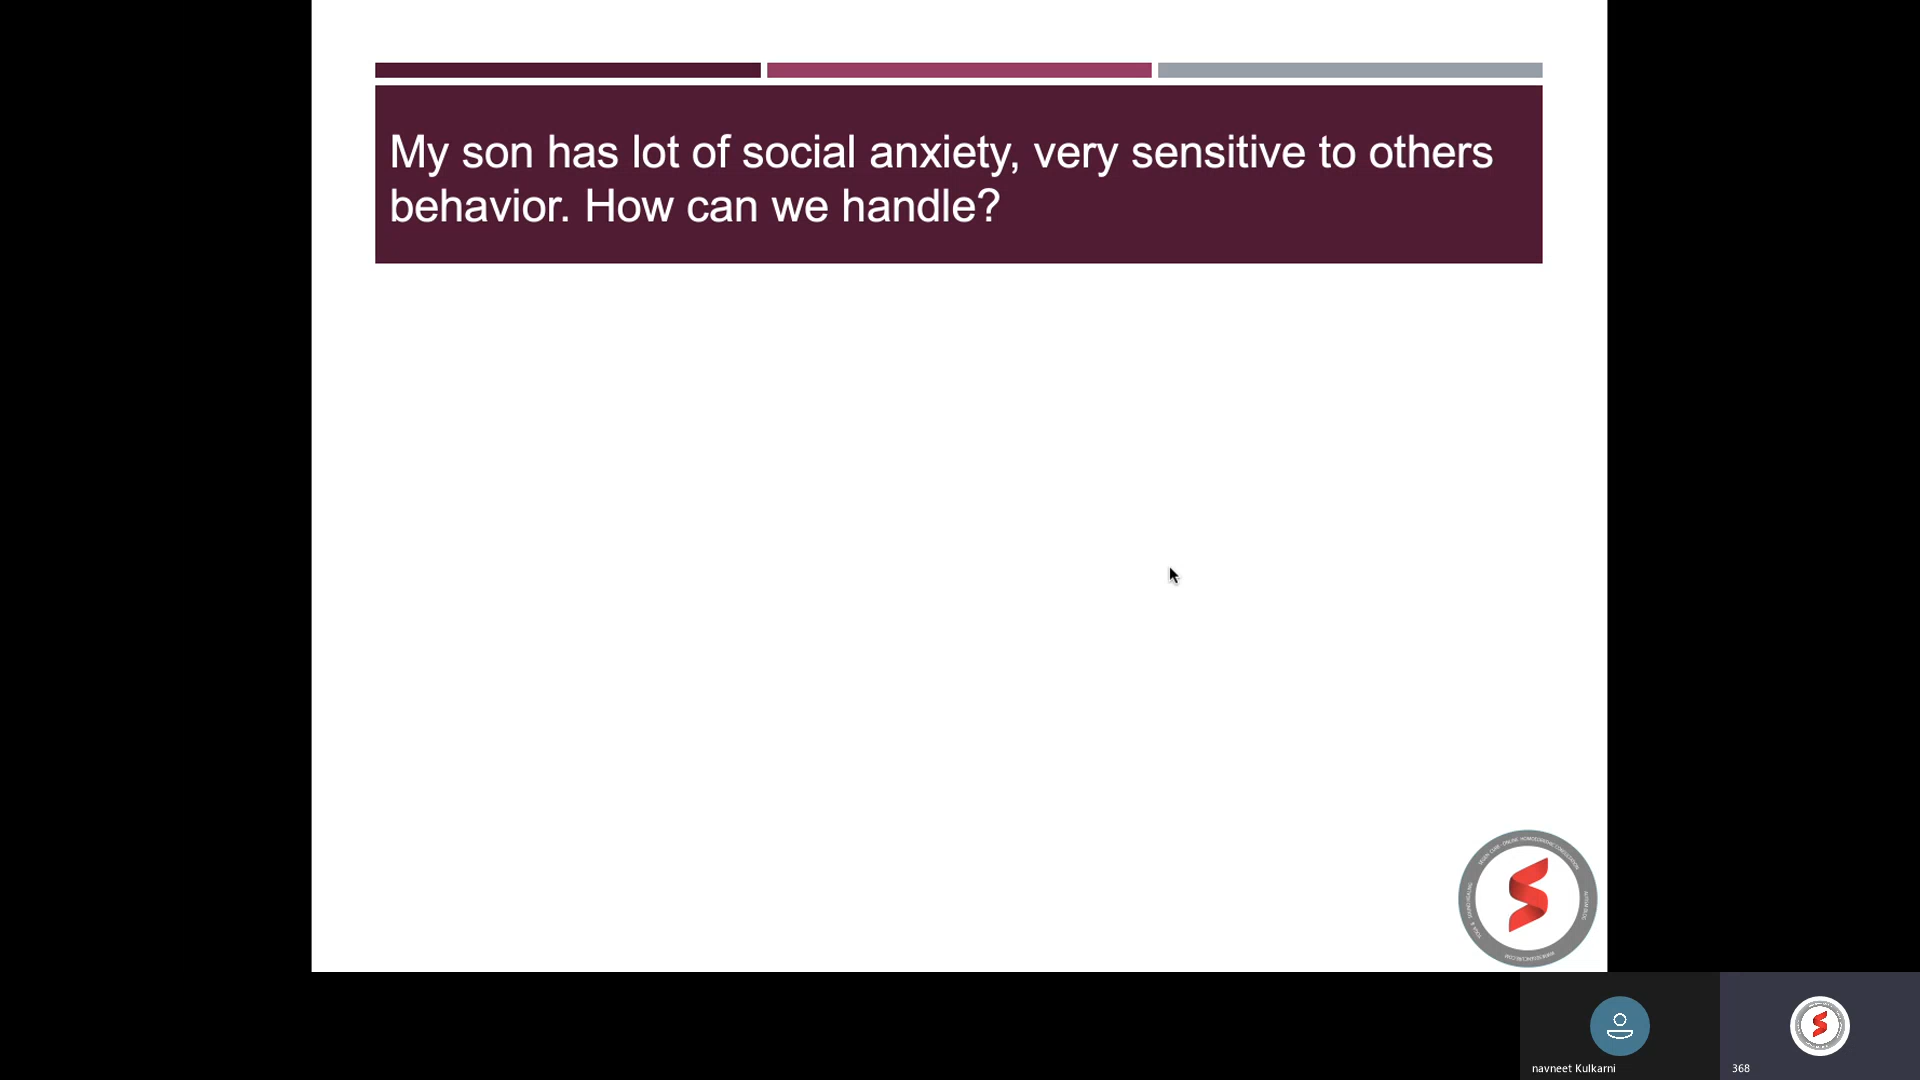 My son has lot of social anxiety, very sensitive to others
behavior. How can we handle?
navneet Kulkarni
368